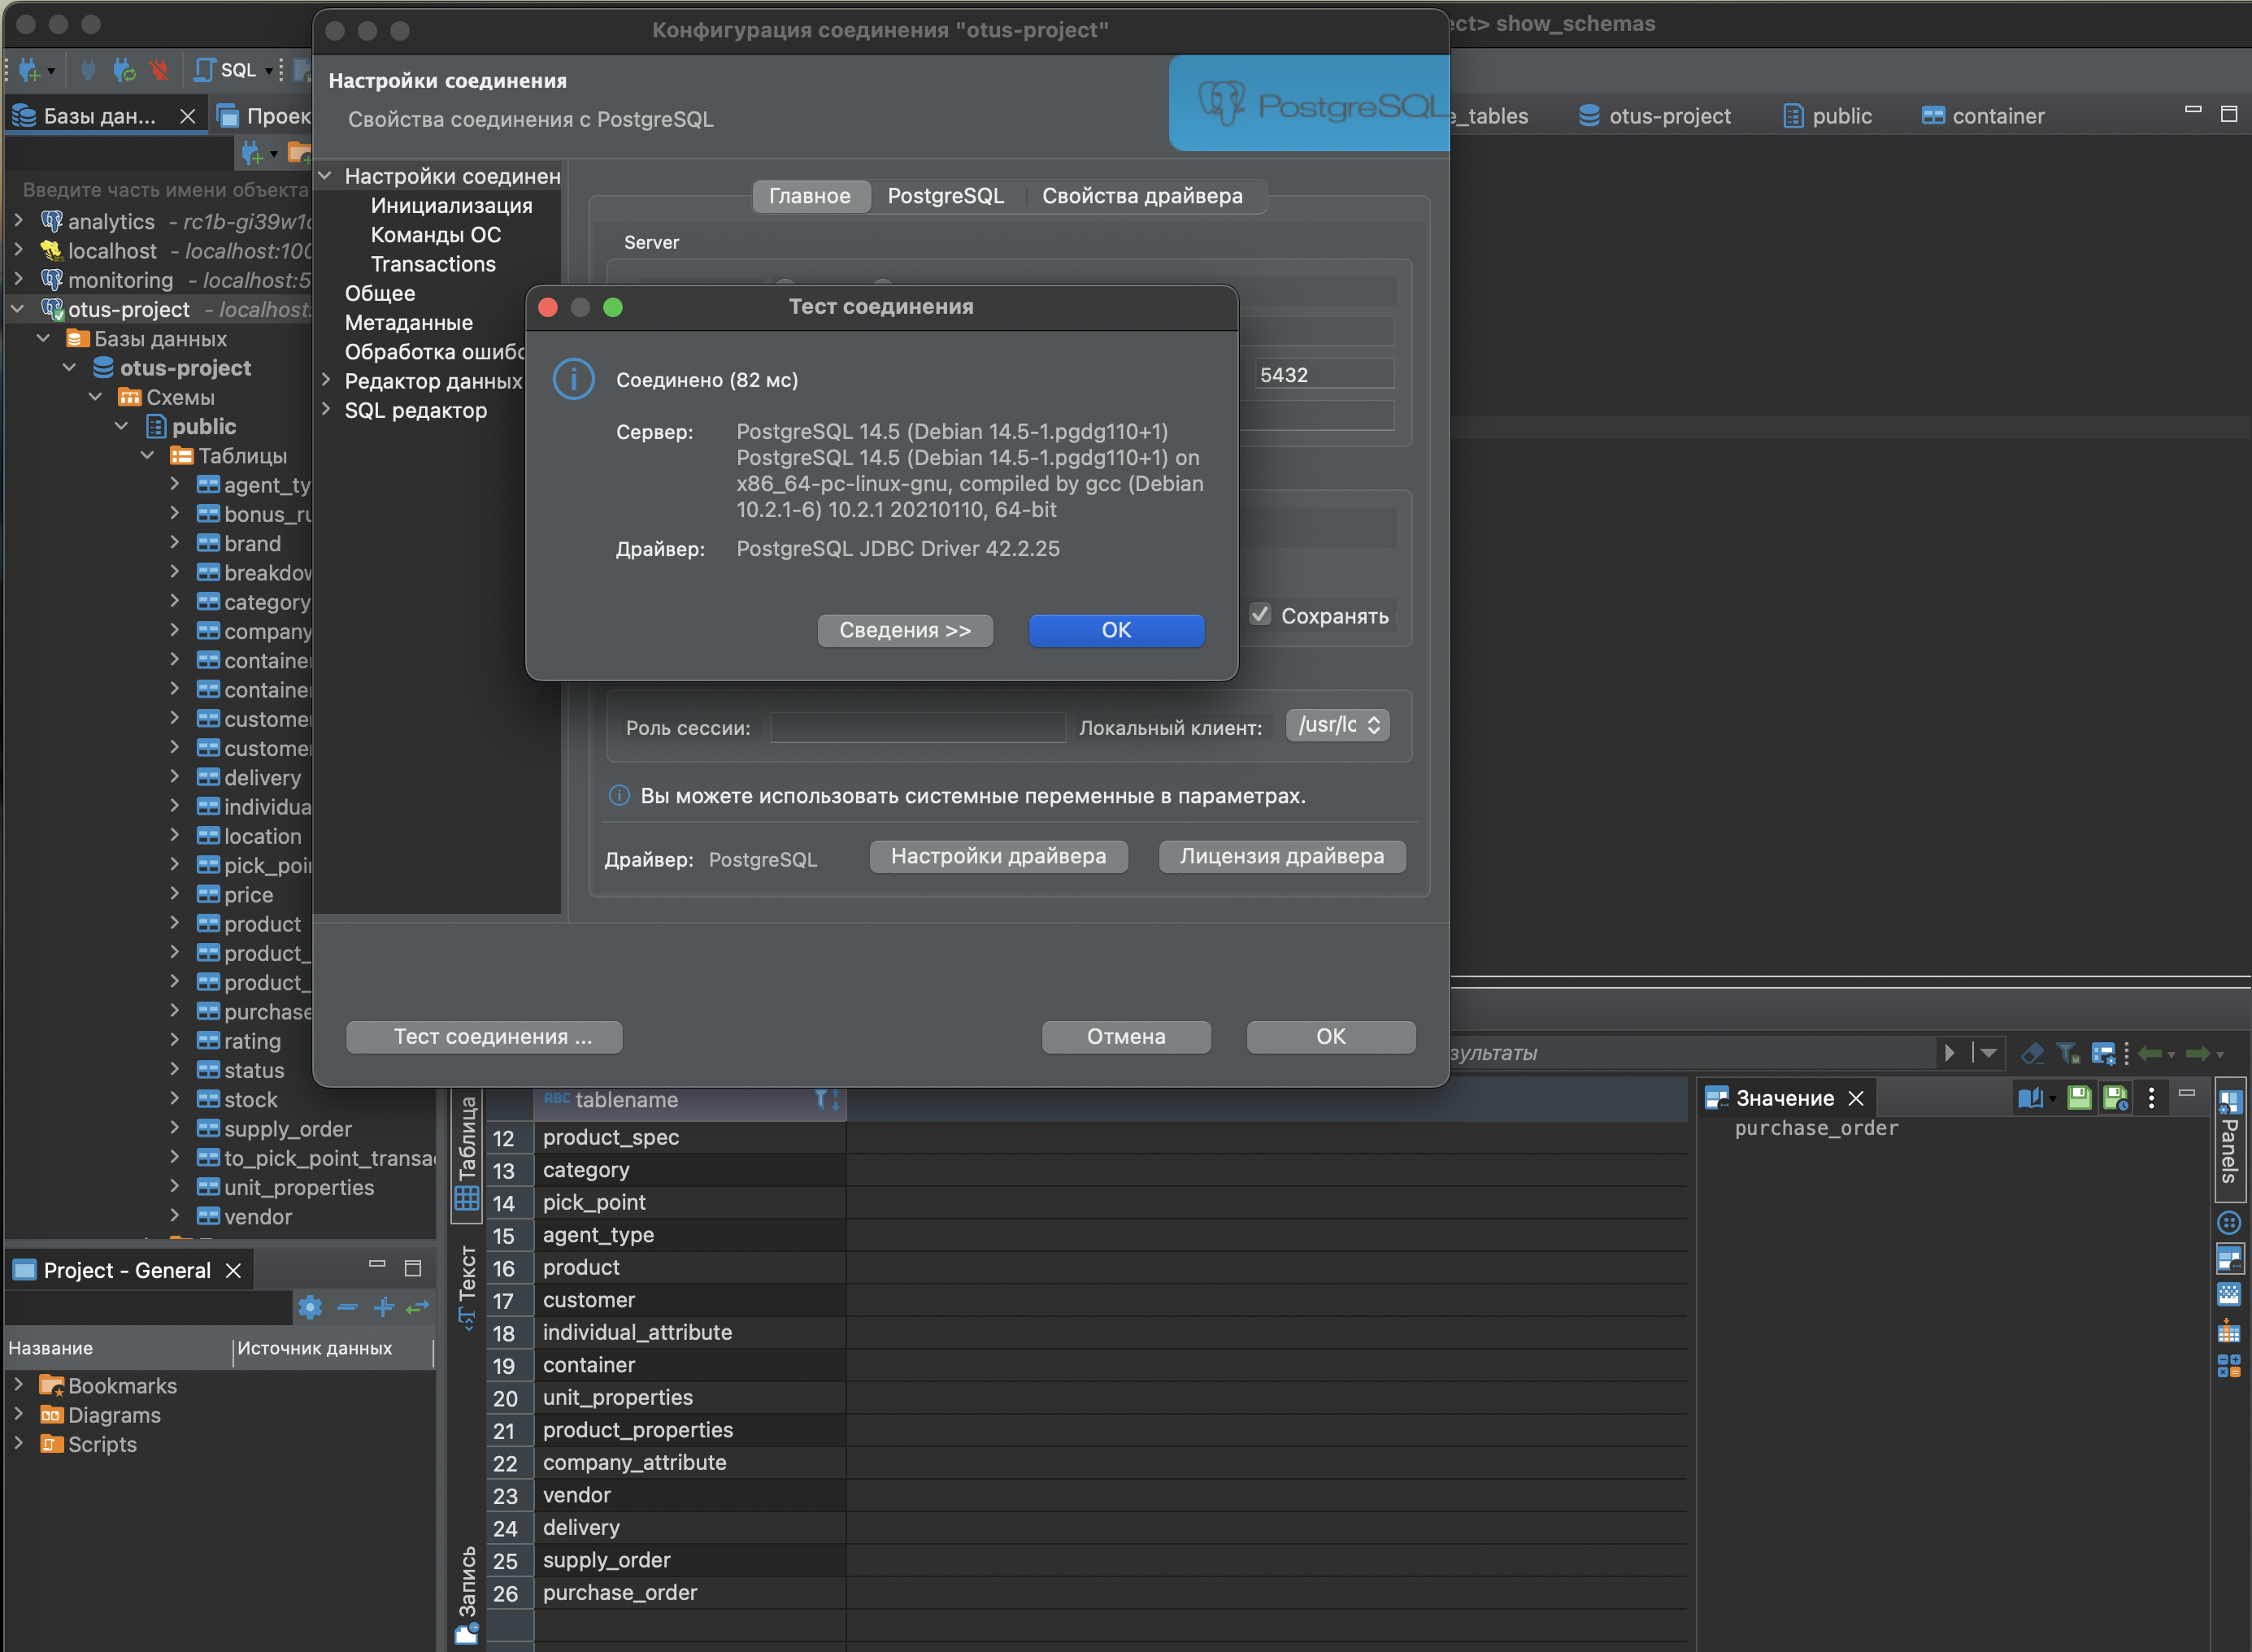 Конфигурация соединения "otus-project"
ect> show_schemas
SQL
Настройки соединения
Свойства соединения с PostgreSQL
PostgreSQL
Базы дан...
Проек
e_tables
otus-project
public
container
Введите часть имени объекта
analytics - rc1b-gi39w1c
localhost - localhost:100
monitoring - localhost:5
otus-project - localhost:
Базы данных
otus-project
Схемы
public
Таблицы
agent_ty
bonus_ru
brand
breakdow
category
company
container
container
customer
customer
delivery
individua
location
pick_poin
price
product
product_
product_
purchase
rating
status
stock
supply_order
to_pick_point_transa
unit_properties
vendor
Настройки соединен
Инициализация
Команды ОС
Transactions
Общее
Метаданные
Обработка ошибо
Редактор данных
SQL редактор
Главное
PostgreSQL
Свойства драйвера
Server
5432
Сохранять
Тест соединения
Соединено (82 мс)
Сервер:
PostgreSQL 14.5 (Debian 14.5-1.pgdg110+1)
PostgreSQL 14.5 (Debian 14.5-1.pgdg110+1) on
x86_64-pc-linux-gnu, compiled by gcc (Debian
10.2.1-6) 10.2.1 20210110, 64-bit
Драйвер:
PostgreSQL JDBC Driver 42.2.25
Сведения >>
OK
Роль сессии:
Локальный клиент:
/usr/lc
Вы можете использовать системные переменные в параметрах.
Драйвер: PostgreSQL
Настройки драйвера
Лицензия драйвера
Тест соединения ...
Отмена
OK
зультаты
Project - General
Название
Источник данных
Bookmarks
Diagrams
Scripts
Таблица
Текст
Запись
ABC tablename
12 product_spec
13 category
14 pick_point
15 agent_type
16 product
17 customer
18 individual_attribute
19 container
20 unit_properties
21 product_properties
22 company_attribute
23 vendor
24 delivery
25 supply_order
26 purchase_order
Значение
purchase_order
Panels